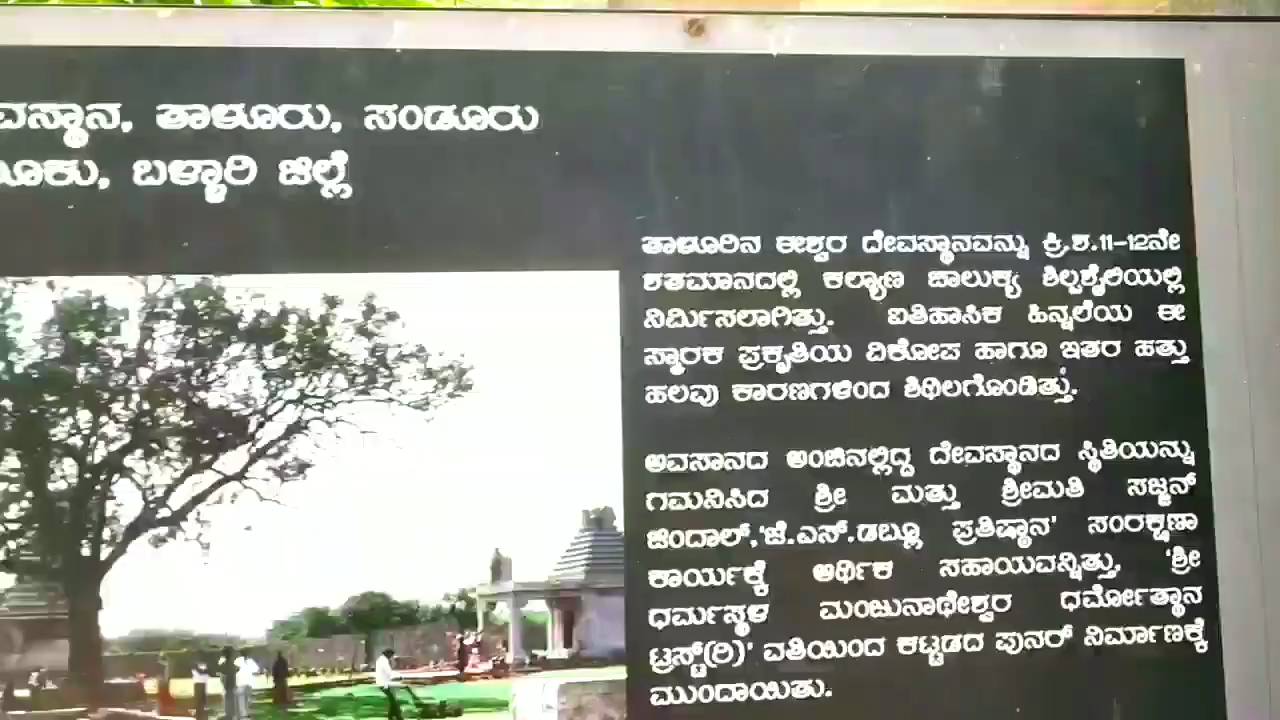 ವಸ್ಥಾನ, ತಾಳೂರು, ಸಂಡೂರು
ಬಳ್ಳಾರಿ ಜಿಲ್ಲೆ
ತಾಳೂರಿನ ಈಶ್ವರ ದೇವಸ್ಥಾನವನ್ನು ಕ್ರಿ.ಶ.11-12ನೇ
ಶತಮಾನದಲ್ಲಿ ಕಲ್ಯಾಣ ಚಾಲುಕ್ಯ ಶಿಲ್ಪಶೈಲಿಯಲ್ಲಿ
ನಿರ್ಮಿಸಲಾಗಿತ್ತು. ಐತಿಹಾಸಿಕ ಹಿನ್ನಲೆಯ ಈ
ಸ್ಮಾರಕ ಪ್ರಕೃತಿಯ ವಿಕೋಪ ಹಾಗೂ ಇತರ ಹತ್ತು
ಹಲವು ಕಾರಣಗಳಿಂದ ಶಿಥಿಲಗೊಂಡಿತ್ತು.
ಅವಸಾನದ ಅಂಚಿನಲ್ಲಿದ್ದ ದೇವಸ್ಥಾನದ ಸ್ಥಿತಿಯನ್ನು
ಗಮನಿಸಿದ ಶ್ರೀ ಮತ್ತು ಶ್ರೀಮತಿ ಸಜ್ಜನ್
ಜಿಂದಾಲ್,'ಜೆ.ಎಸ್.ಡಬ್ಲ್ಯೂ ಪ್ರತಿಷ್ಠಾನ' ಸಂರಕ್ಷಣಾ
ಕಾರ್ಯಕ್ಕೆ ಆರ್ಥಿಕ ಸಹಾಯವನ್ನಿತ್ತು, 'ಶ್ರೀ
ಧರ್ಮಸ್ಥಳ ಮಂಜುನಾಥೇಶ್ವರ ಧರ್ಮೋತ್ಥಾನ
ಟ್ರಸ್ಟ್(ರಿ)' ವತಿಯಿಂದ ಕಟ್ಟಡದ ಪುನರ್ ನಿರ್ಮಾಣಕ್ಕೆ
ಮುಂದಾಯಿತು.